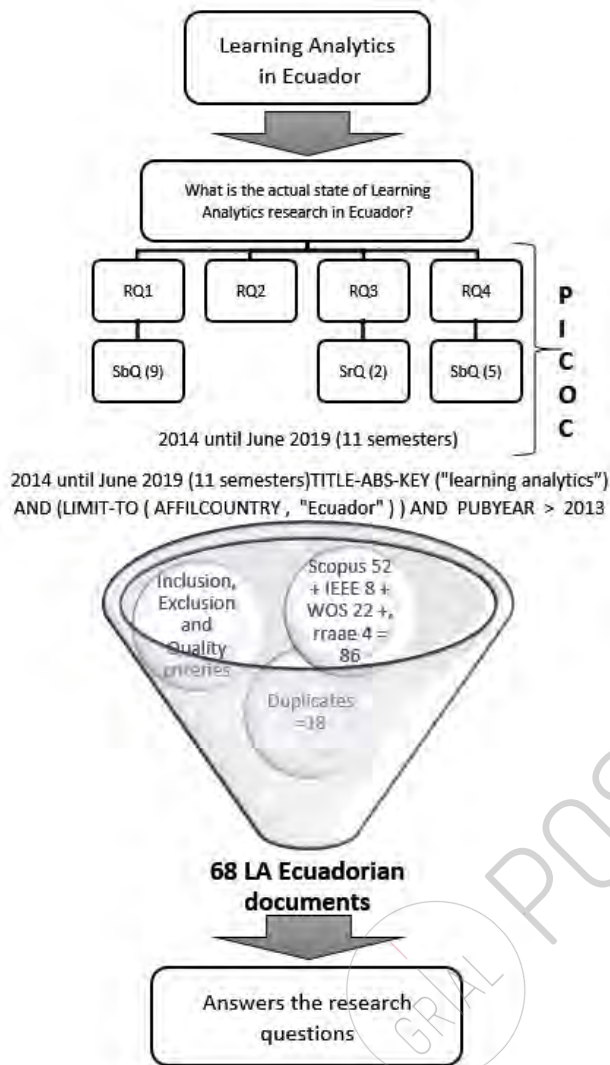 Learning Analytics
in Ecuador
What is the actual state of Learning
Analytics research in Ecuador?
RQ1
RQ2
RQ3
RQ4
SbQ (9)
SrQ (2)
SbQ (5)
P
I
C
O
C
2014 until June 2019 (11 semesters)
2014 until June 2019 (11 semesters)TITLE-ABS-KEY ("learning analytics")
AND (LIMIT-TO ( AFFILCOUNTRY , "Ecuador" ) ) AND PUBYEAR > 2013
Inclusion,
Exclusion
and
Quality
criteries
Scopus 52
+ IEEE 8 +
WOS 22 +,
rraae 4 =
86
Duplicates
=18
68 LA Ecuadorian
documents
Answers the research
questions
GRIAL
POS